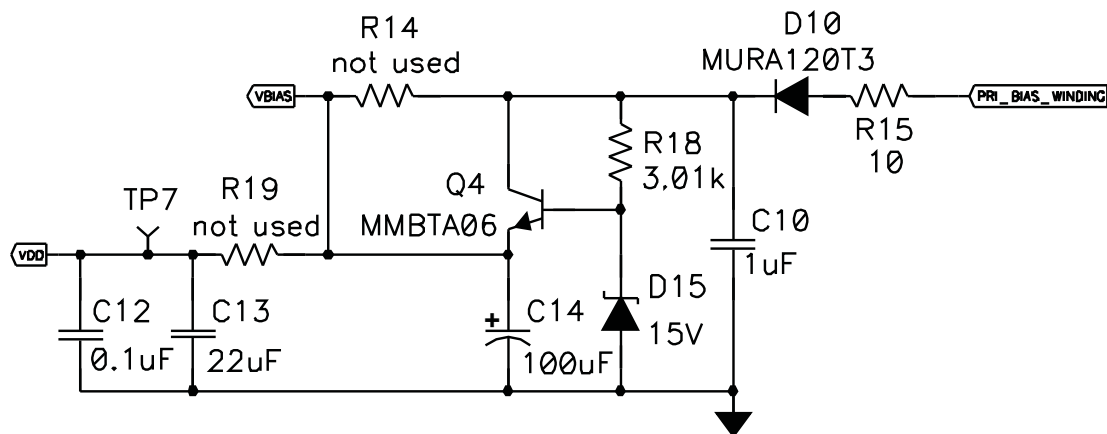 R14
not used
D10
MURA120T3
VBIAS
PRI_BIAS_WINDING
R15
10
R18
3.01k
Q4
MMBTA06
TP7
R19
not used
VDD
C10
1uF
C12
0.1uF
C13
22uF
+
C14
100uF
D15
15V